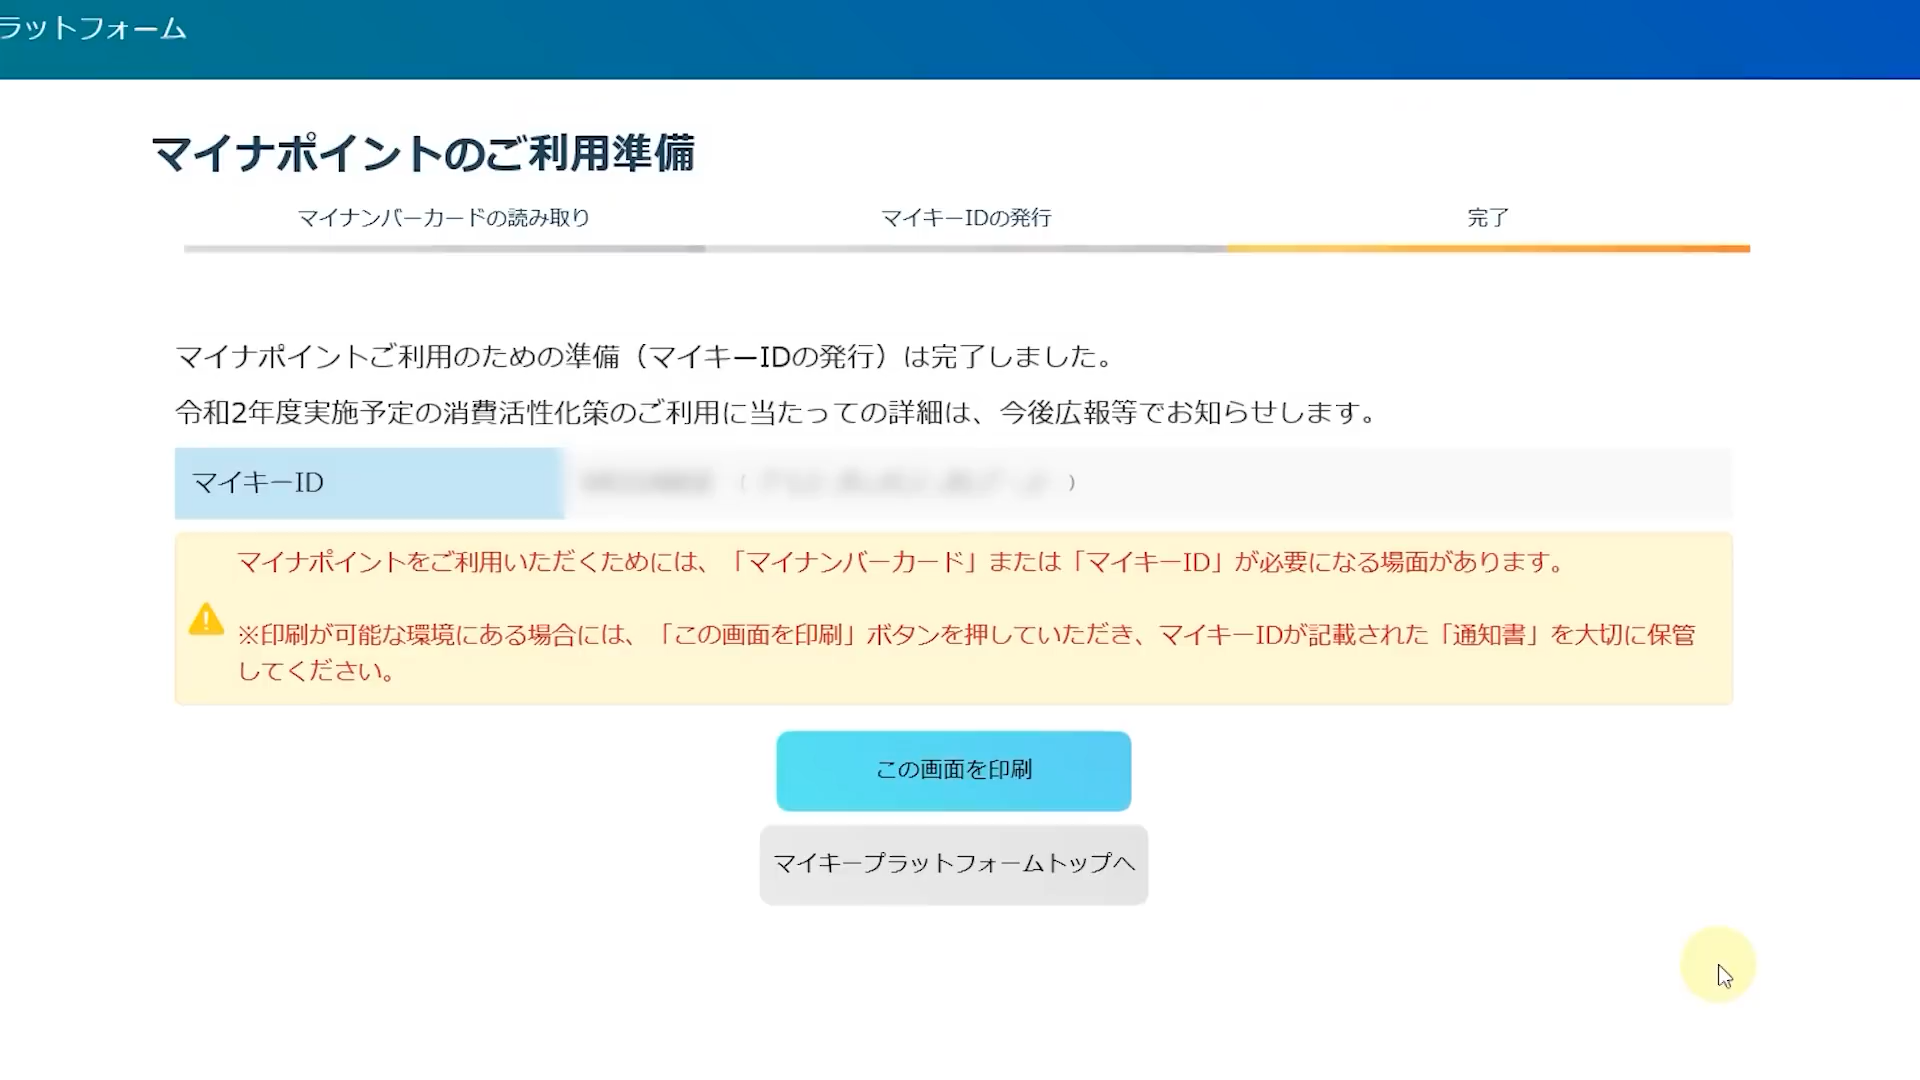 ラットフォーム
マイナポイントのご利用準備
マイナンバーカードの読み取り
マイキーIDの発行
完了
マイナポイントご利用のための準備（マイキーIDの発行）は完了しました。
令和2年度実施予定の消費活性化策のご利用に当たっての詳細は、今後広報等でお知らせします。
マイキーID
マイナポイントをご利用いただくためには、「マイナンバーカード」または「マイキーID」が必要になる場面があります。
※印刷が可能な環境にある場合には、「この画面を印刷」ボタンを押していただき、マイキーIDが記載された「通知書」を大切に保管
してください。
この画面を印刷
マイキープラットフォームトップへ